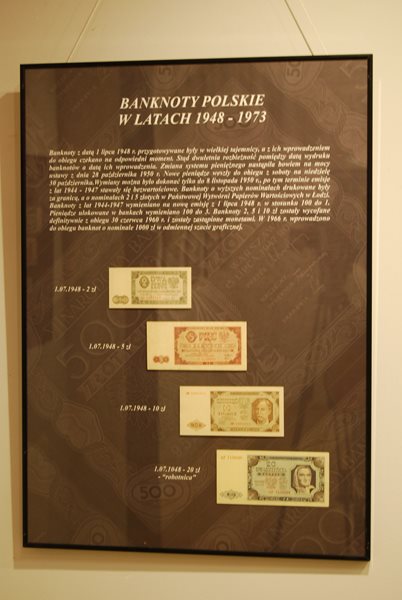 BANKNOTY POLSKIE
W LATACH 1948 - 1973
Banknoty z datą 1 lipca 1948 r. przygotowywane były w wielkiej tajemnicy, a z ich wprowadzeniem
do obiegu czekano na odpowiedni moment. Stąd dwuletnia rozbieżność pomiędzy datą wydruku
banknotów a datą ich wprowadzenia. Zmiana systemu pieniężnego nastąpiła bowiem na mocy
ustawy z dnia 28 października 1950 r. Nowe pieniądze weszły do obiegu z soboty na niedzielę
30 października.Wymiany można było dokonać tylko do 8 listopada 1950 r., po tym terminie emisje
z lat 1944 - 1947 stawały się bezwartościowe. Banknoty o wyższych nominałach drukowane były
za granicą, a o nominałach 2 i 5 złotych w Państwowej Wytwórni Papierów Wartościowych w Łodzi.
Banknoty z lat 1944-1947 wymieniano na nową emisję z 1 lipca 1948 r. w stosunku 100 do 1.
Pieniądze ulokowane w bankach wymieniano 100 do 3. Banknoty 2, 5 i 10 zł zostały wycofane
definitywnie z obiegu 30 czerwca 1960 r. i zostały zastąpione monetami. W 1966 r. wprowadzono
do obiegu banknot o nominale 1000 zł w odmiennej szacie graficznej.
1.07.1948 - 2 zł
1.07.1948 - 5 zł
1.07.1948 - 10 zł
1.07.1048 - 20 zł
- "robotnica"
500